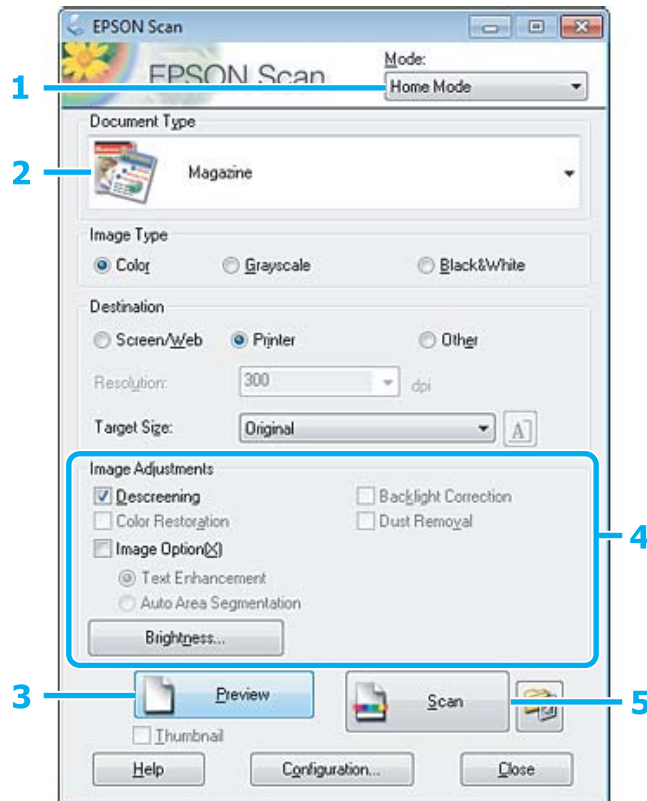 EPSON Scan
EPSON Scan
Mode:
1
Home Mode
Document Type
2
Magazine
Image Type
Color
Grayscale
Black&White
Destination
Screen/Web
Printer
Other
Resolution:
300
dpi
Target Size:
Original
A
Image Adjustments
Descreening
Backlight Correction
Color Restoration
Dust Removal
Image Option(X)
4
Text Enhancement
Auto Area Segmentation
Brightness...
3
Preview
Scan
5
Thumbnail
Help
Configuration...
Close